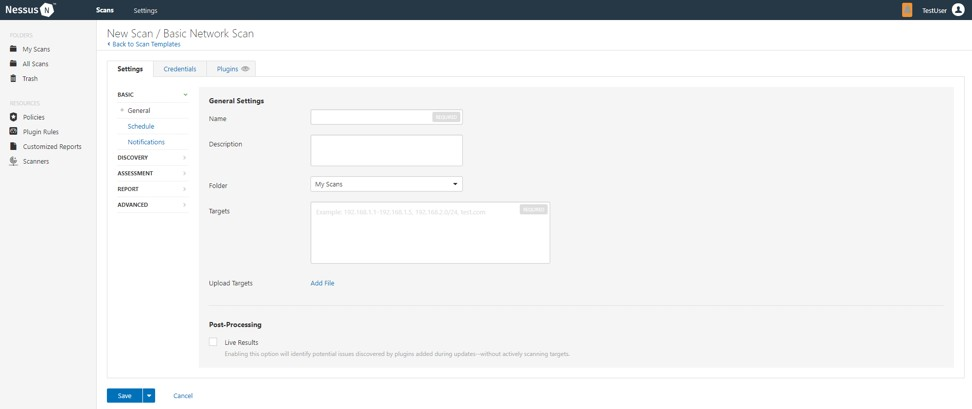 Nessus N
Scans
Settings
TestUser
FOLDERS
My Scans
All Scans
Trash
RESOURCES
Policies
Plugin Rules
Customized Reports
Scanners
New Scan / Basic Network Scan
‹ Back to Scan Templates
Settings
Credentials
Plugins
BASIC
General
Schedule
Notifications
DISCOVERY
ASSESSMENT
REPORT
ADVANCED
General Settings
Name
REQUIRED
Description
Folder
My Scans
Targets
Example: 192.168.1.1-192.168.1.5, 192.168.2.0/24, test.com
REQUIRED
Upload Targets
Add File
Post-Processing
Live Results
Enabling this option will identify potential issues discovered by plugins added during updates--without actively scanning targets.
Save
Cancel